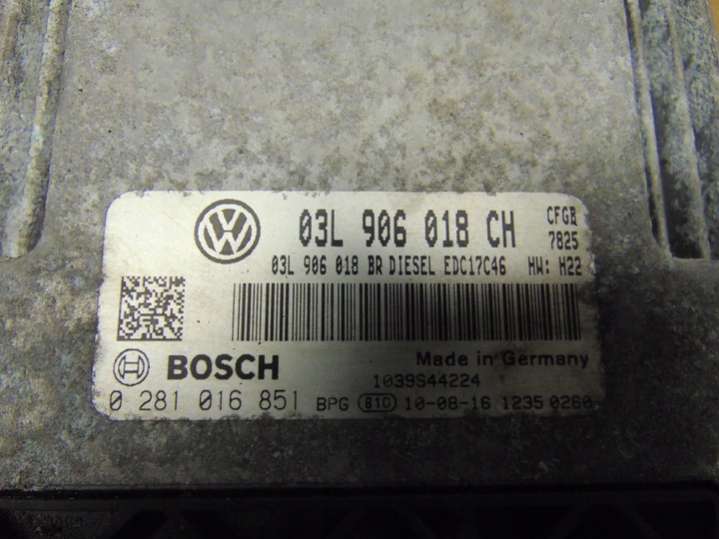 03L 906 018 CH CFGB
7825
03L 906 018 BR DIESEL EDC17C46 HW: H22
BOSCH Made in Germany
1039S44224
0 281 016 851 BPG 810 10-08-16 1235 0260